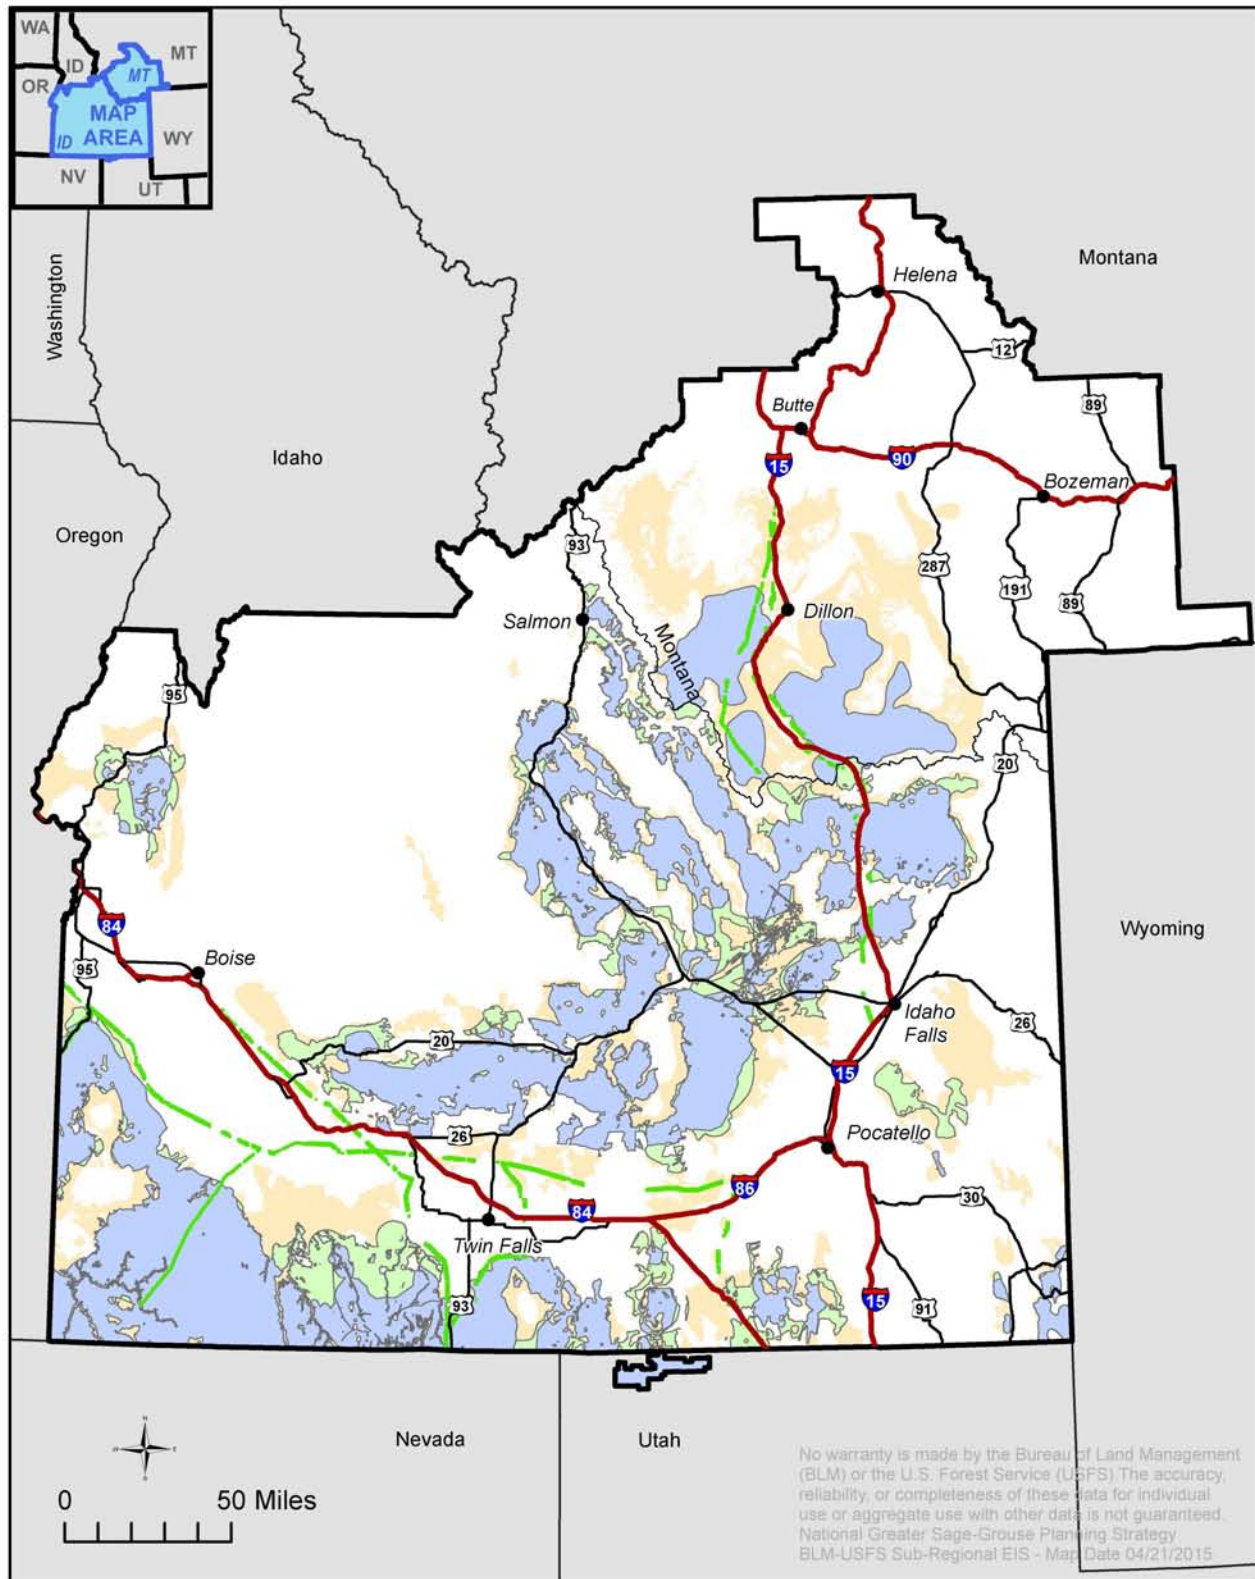 WA
MT
ID
OR
MT
MAP
AREA
ID
WY
NV
UT
Washington
Montana
Helena
12
Butte
89
15
90
Bozeman
Idaho
Oregon
93
287
191
89
Salmon
Dillon
Montana
95
20
84
Wyoming
95
Boise
Idaho
Falls
26
20
15
26
Pocatello
86
30
84
Twin Falls
93
15
91
Nevada
Utah
N
W
E
S
0
50 Miles
No warranty is made by the Bureau of Land Management
(BLM) or the U.S. Forest Service (USFS).The accuracy,
reliability, or completeness of these data for individual
use or aggregate use with other data is not guaranteed.
National Greater Sage-Grouse Planning Strategy
BLM-USFS Sub-Regional EIS - Map Date 04/21/2015